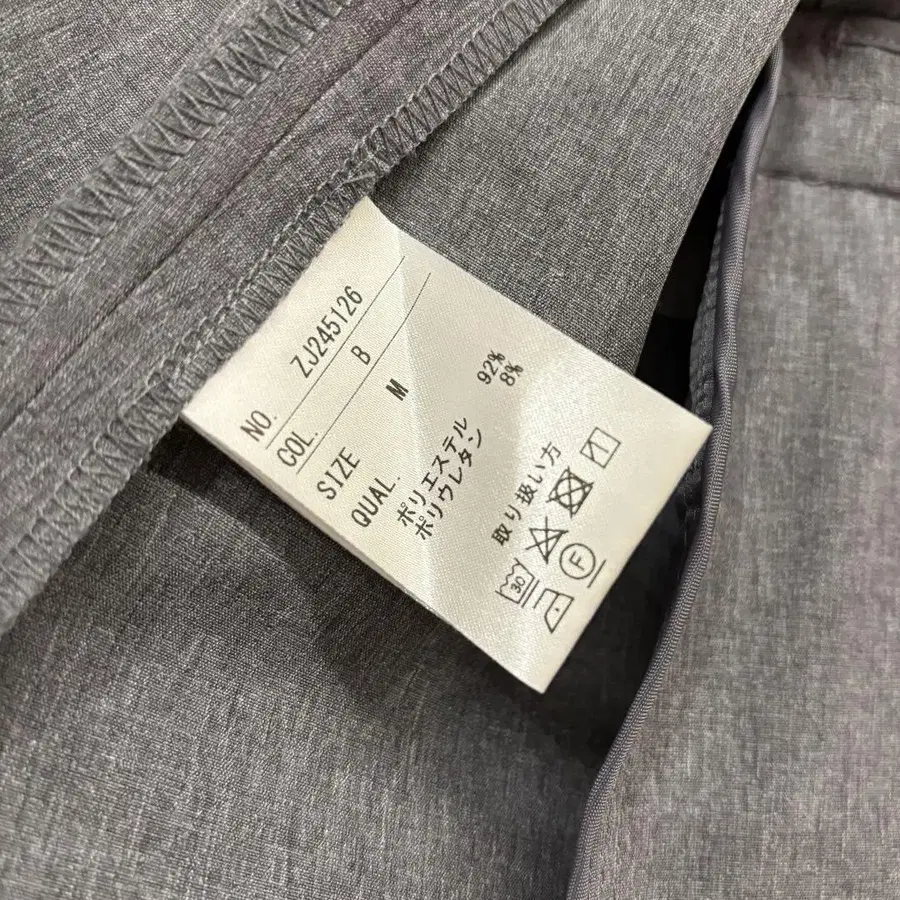 NO. ZJ245126
COL. B
SIZE M
QUAL.
ポリエステル 92%
ポリウレタン 8%
取り扱い方
30
F